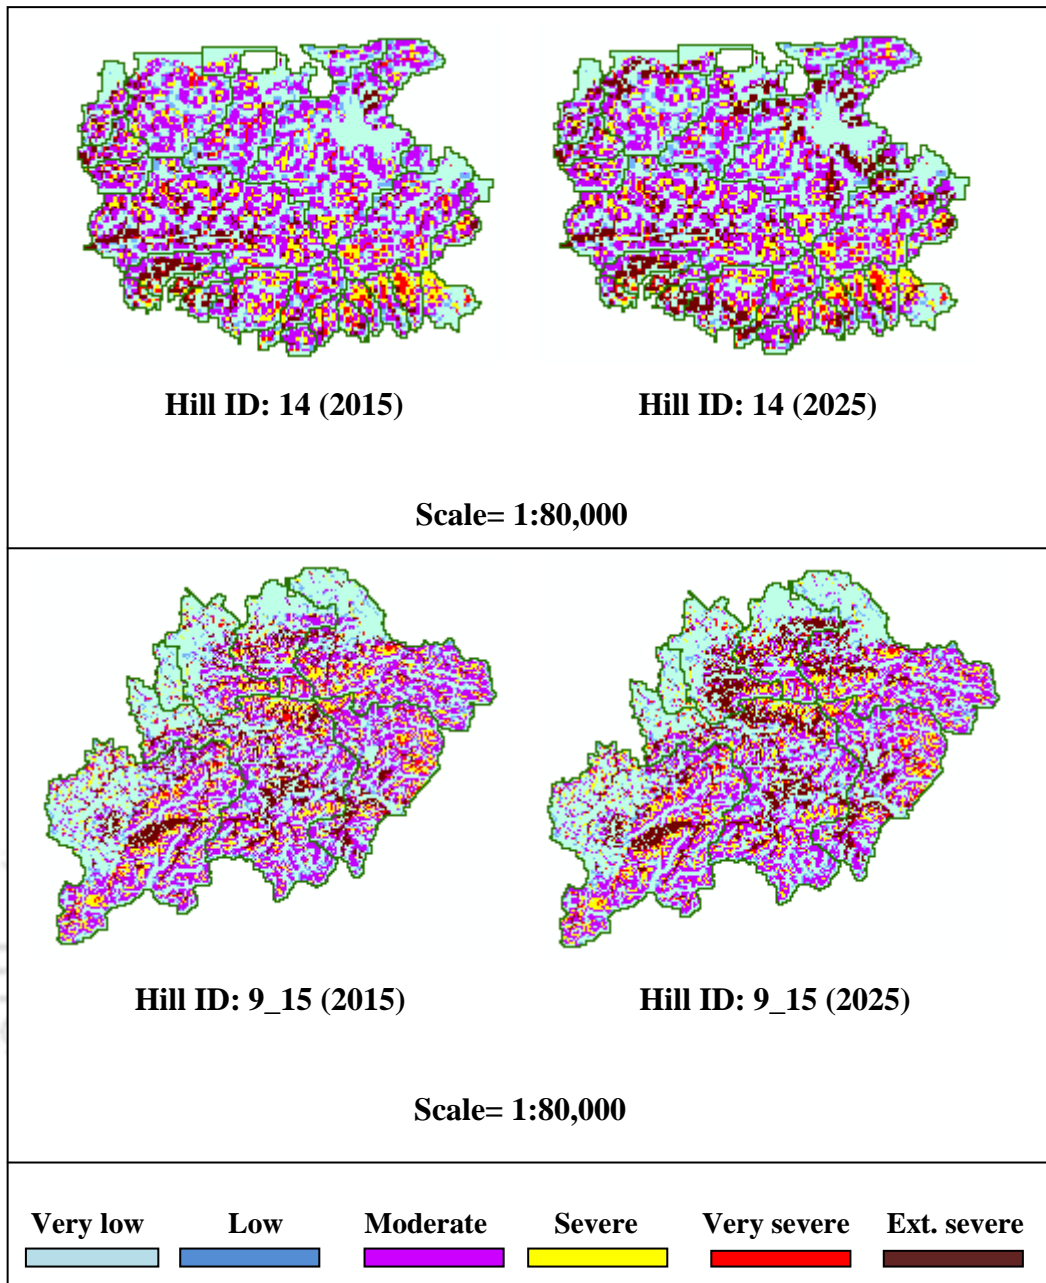 Hill ID: 14 (2015) Hill ID: 14 (2025)
Scale= 1:80,000
Hill ID: 9_15 (2015) Hill ID: 9_15 (2025)
Scale= 1:80,000
Very low Low Moderate Severe Very severe Ext. severe